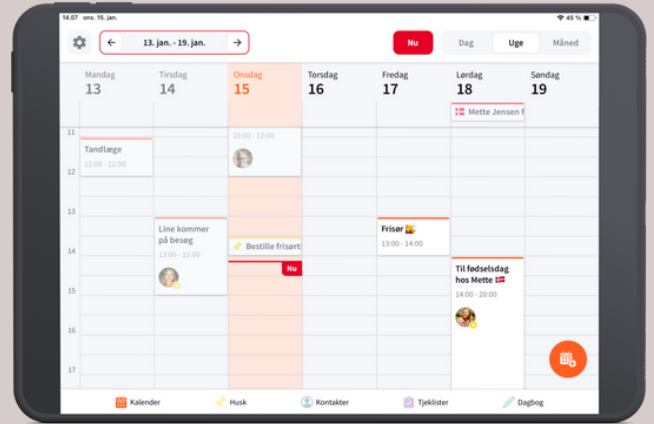 14.07 ons. 15. jan.
45 %
13. jan. - 19. jan.
Nu
Dag
Uge
Måned
Mandag
13
Tirsdag
14
Onsdag
15
Torsdag
16
Fredag
17
Lørdag
18
Søndag
19
Mette Jensen f
11
12
13
14
15
16
17
Tandlæge
11:00 - 12:00
Line kommer
på besøg
13:00 - 15:00
10:00 - 12:00
Bestille frisørti
Nu
Frisør
13:00 - 14:00
Til fødselsdag
hos Mette
14:00 - 20:00
Kalender
Husk
Kontakter
Tjeklister
Dagbog